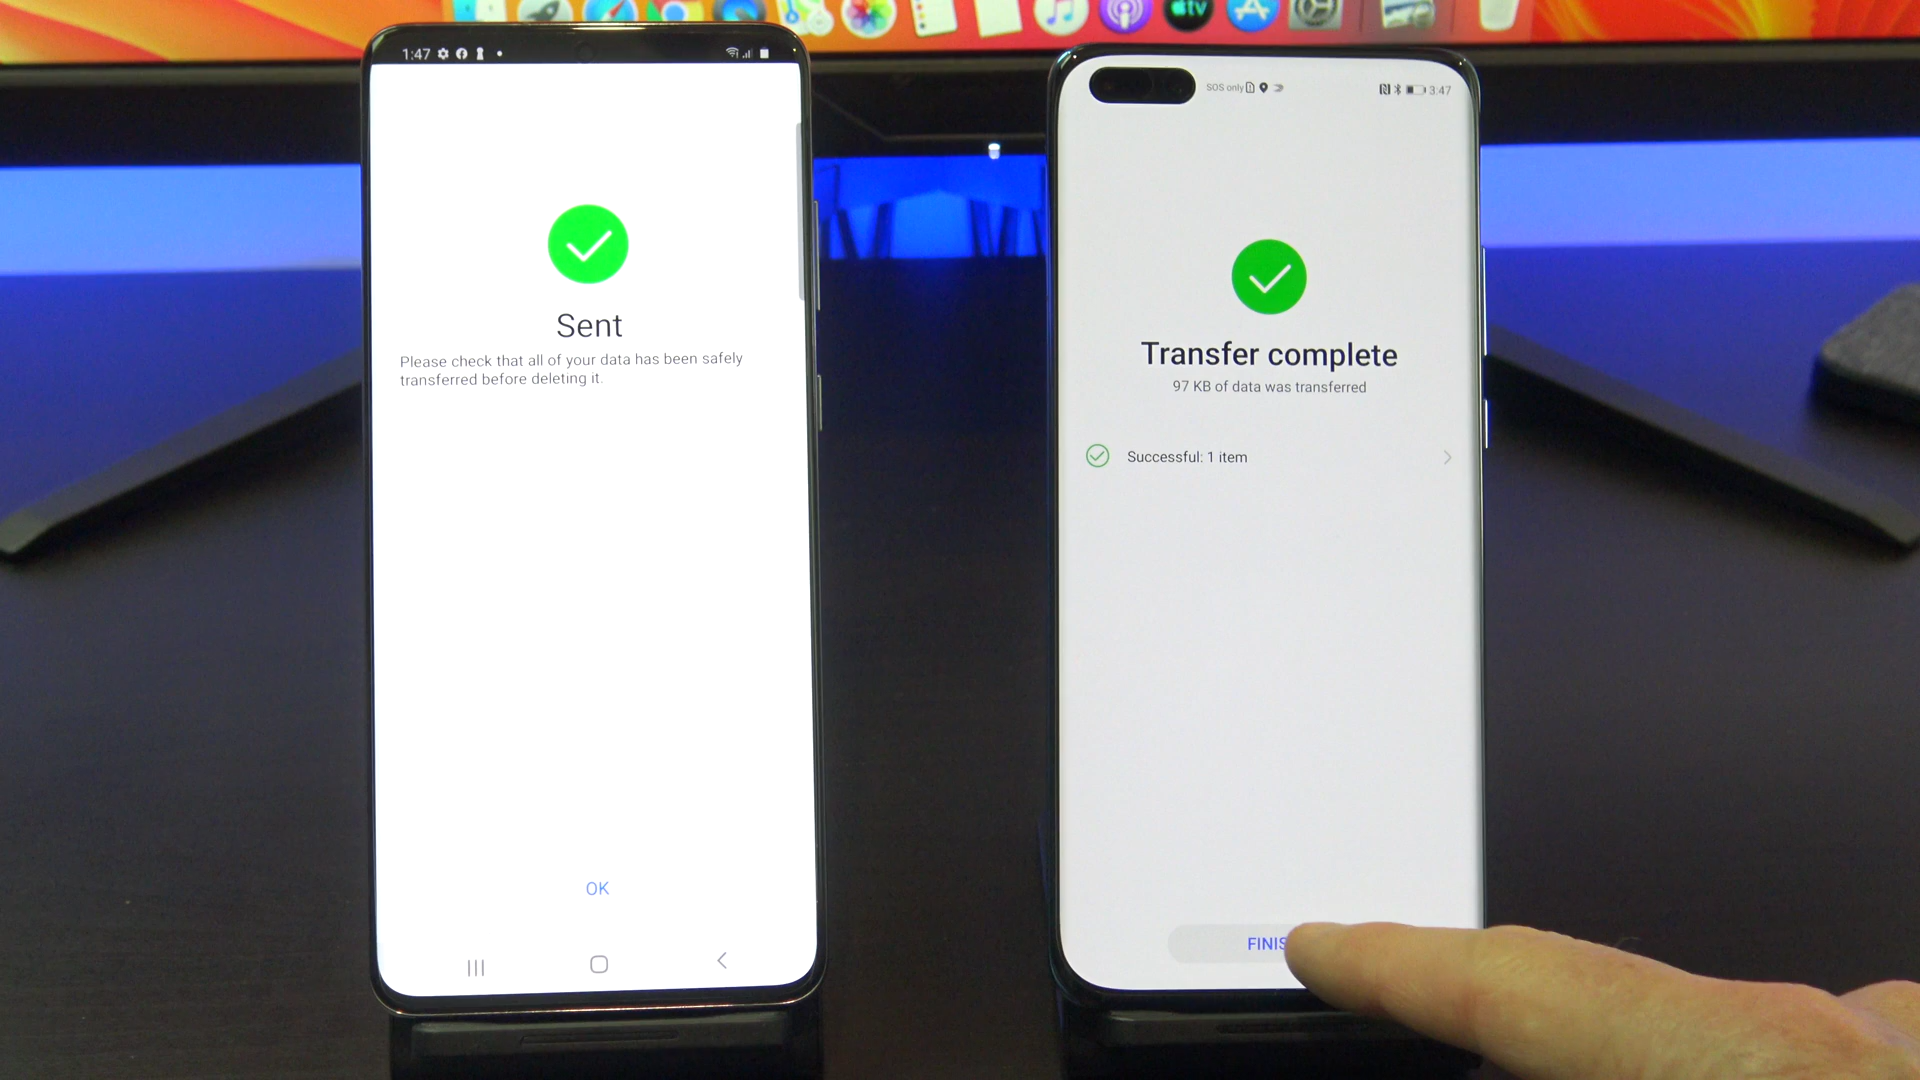 tv
1:47
Sent
Please check that all of your data has been safely
transferred before deleting it.
OK
SOS only
3:47
Transfer complete
97 KB of data was transferred
Successful: 1 item
FINIS